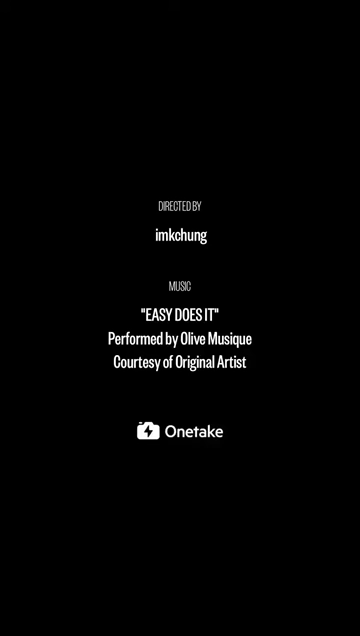 DIRECTED BY
imkchung
MUSIC
"EASY DOES IT"
Performed by Olive Musique
Courtesy of Original Artist
Onetake